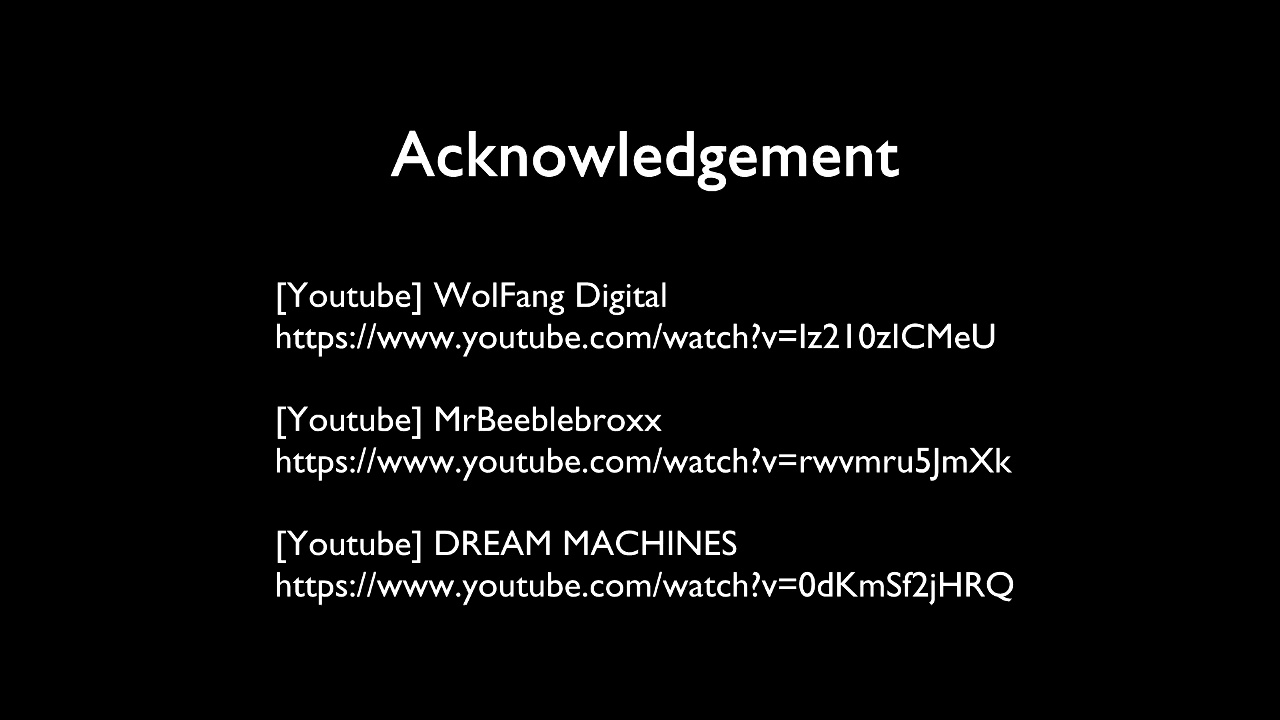 Acknowledgement
[Youtube] WolFang Digital
https://www.youtube.com/watch?v=Iz210zICMeU
[Youtube] MrBeeblebroxx
https://www.youtube.com/watch?v=rwvmru5JmXk
[Youtube] DREAM MACHINES
https://www.youtube.com/watch?v=0dKmSf2jHRQ